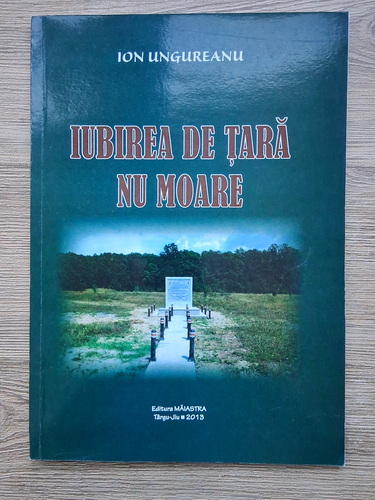 ION UNGUREANU
IUBIREA DE ȚARĂ
NU MOARE
Editura MĂIASTRA
Târgu-Jiu ■ 2013